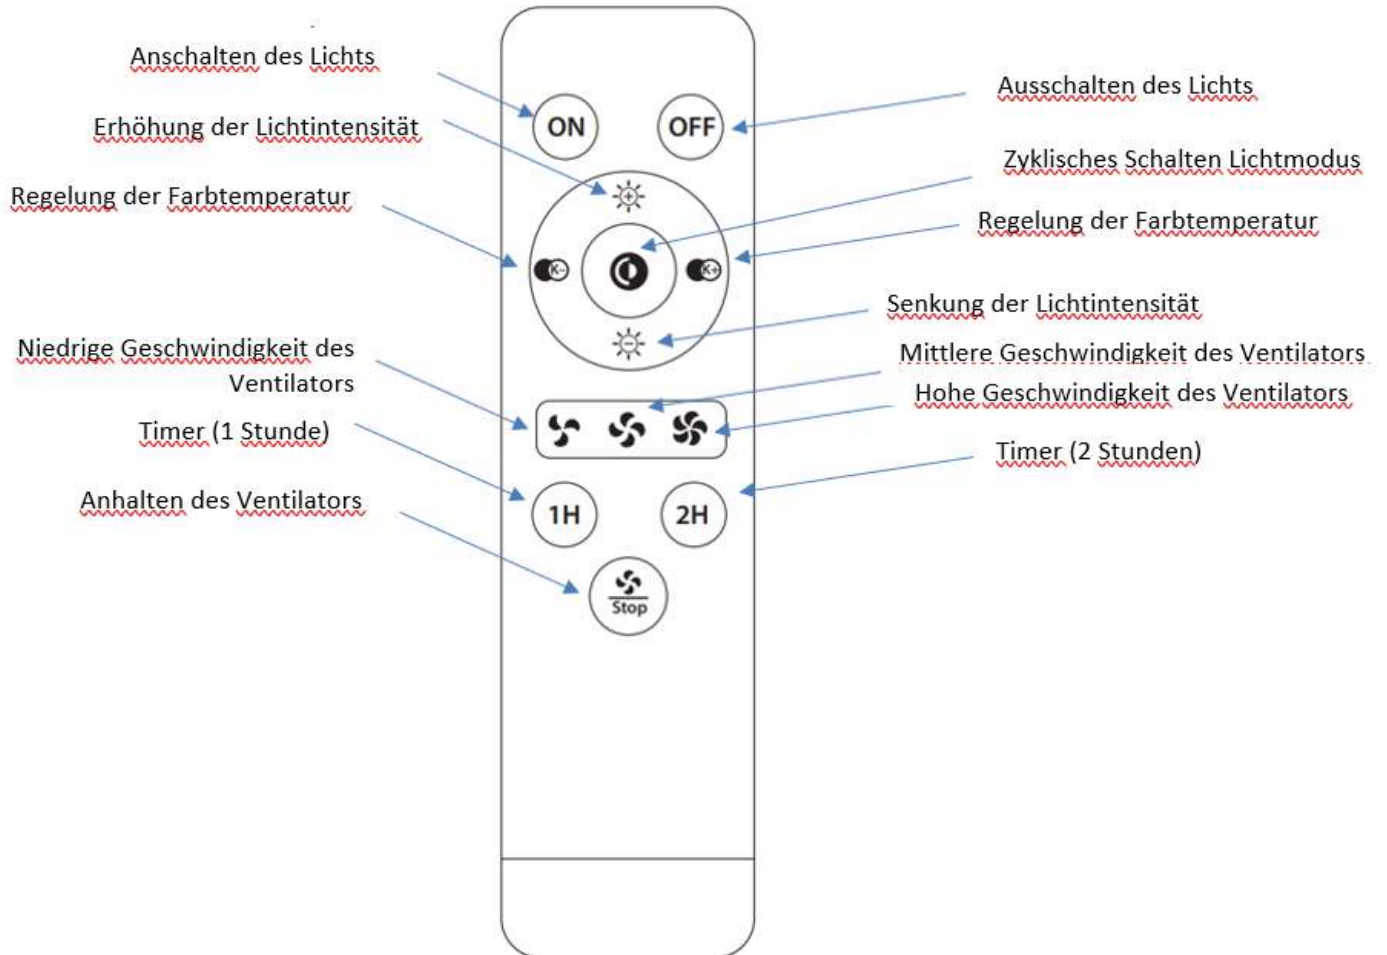 Anschalten des Lichts
Ausschalten des Lichts
ON
OFF
Erhöhung der Lichtintensität
Zyklisches Schalten Lichtmodus
Regelung der Farbtemperatur
Regelung der Farbtemperatur
K-
K+
Senkung der Lichtintensität
Niedrige Geschwindigkeit des
Ventilators
Mittlere Geschwindigkeit des Ventilators
Hohe Geschwindigkeit des Ventilators
Timer (1 Stunde)
Timer (2 Stunden)
Anhalten des Ventilators
1H
2H
Stop